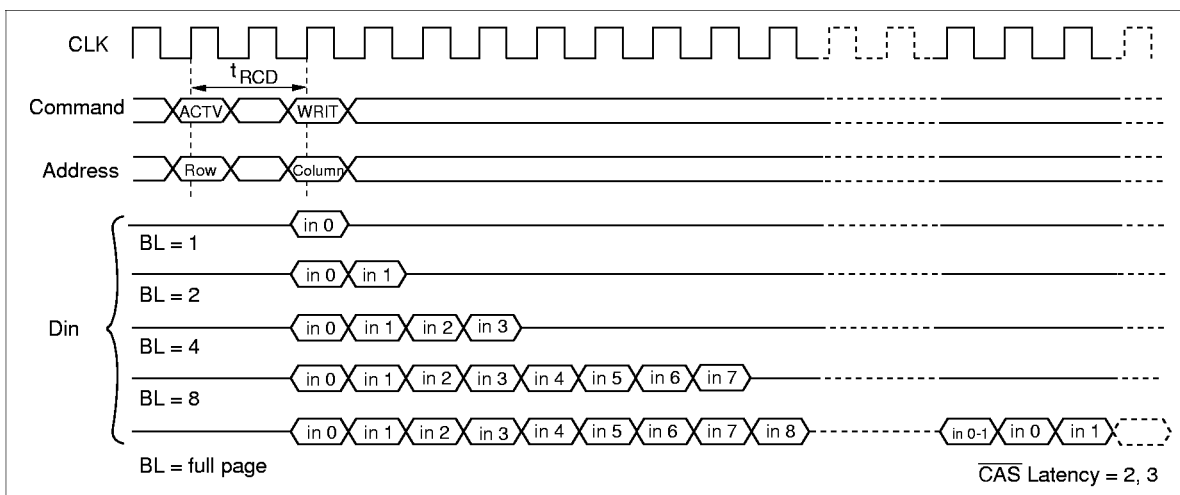 CLK
tRCD
Command ACTV WRIT
Address Row Column
Din
in 0
BL = 1
in 0 in 1
BL = 2
in 0 in 1 in 2 in 3
BL = 4
in 0 in 1 in 2 in 3 in 4 in 5 in 6 in 7
BL = 8
in 0 in 1 in 2 in 3 in 4 in 5 in 6 in 7 in 8 in 0-1 in 0 in 1
BL = full page
CAS Latency = 2, 3